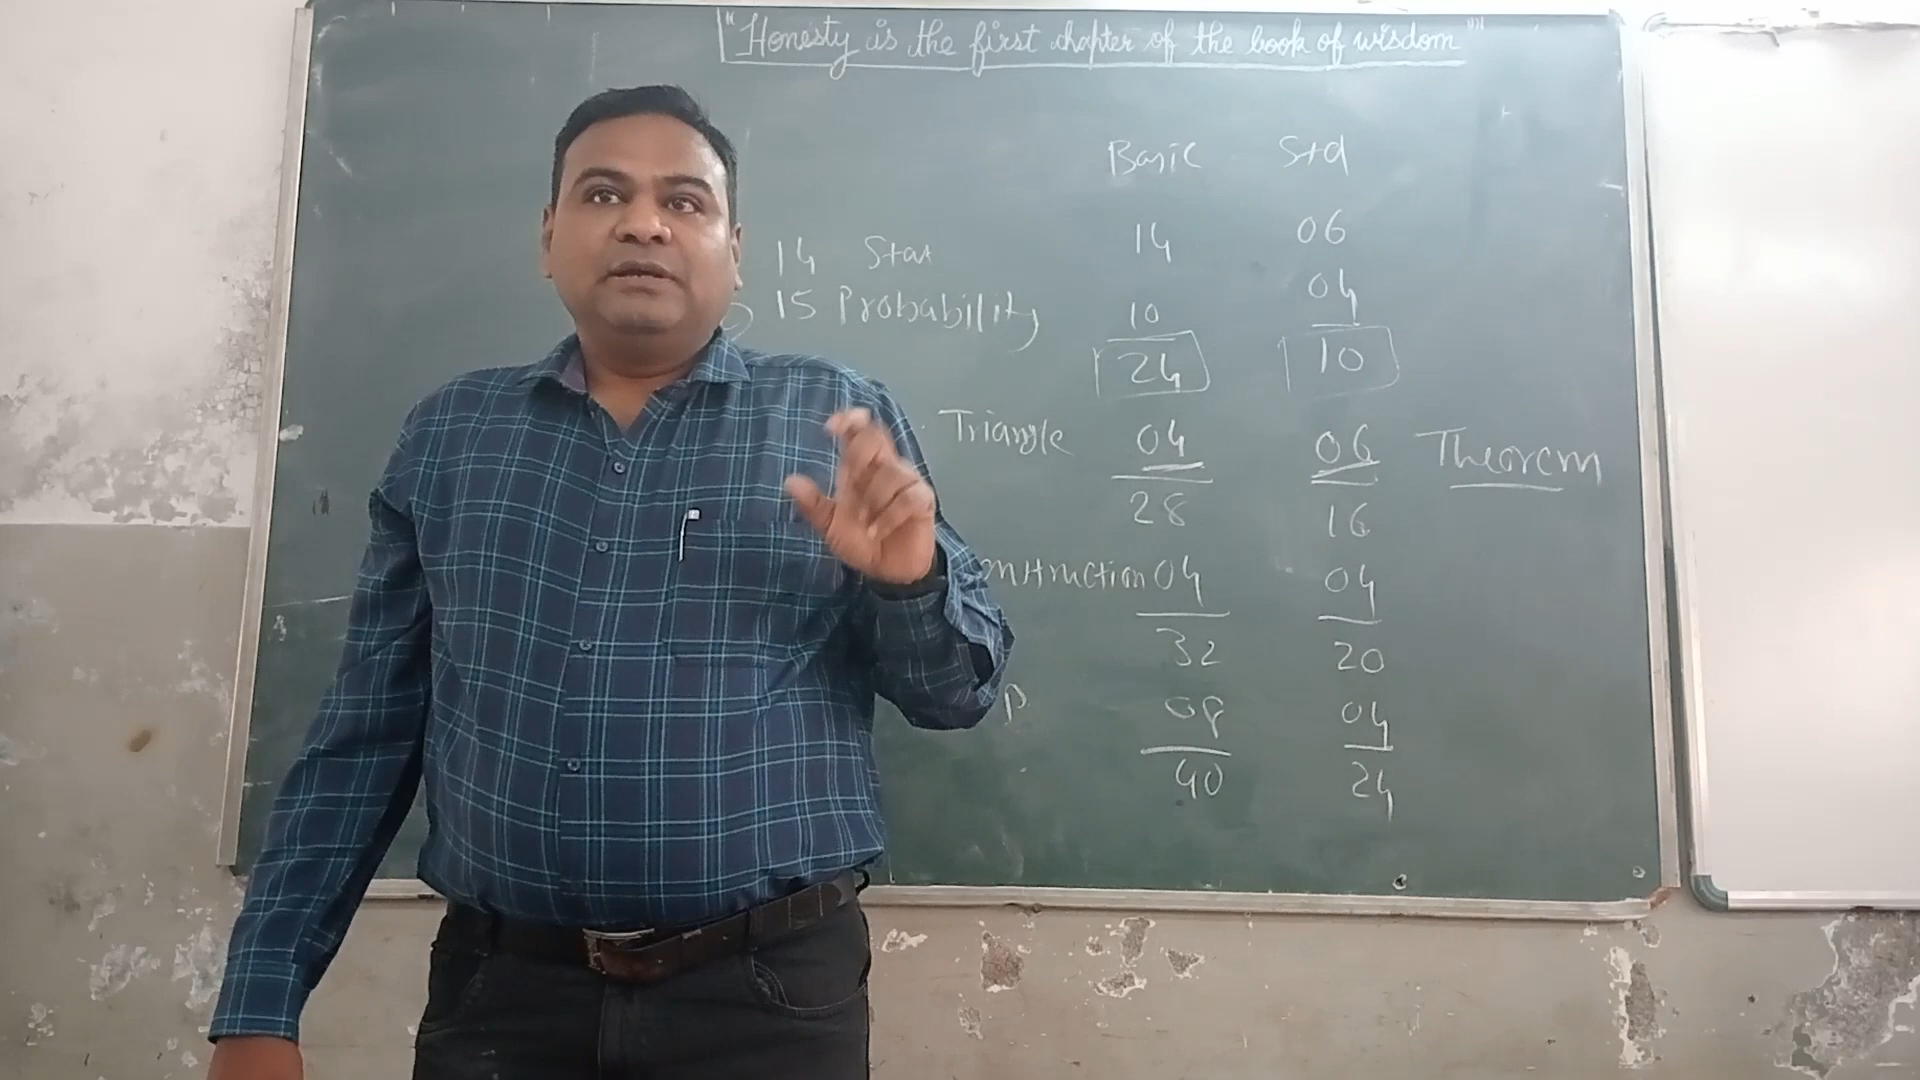 "Honesty is the first chapter of the book of wisdom"
Basic Std
14 Stat 14 06
15 Probability 10 04
24 10
Triangle 04 06 Theorem
28 16
onstruction 04 04
32 20
P 08 04
40 24